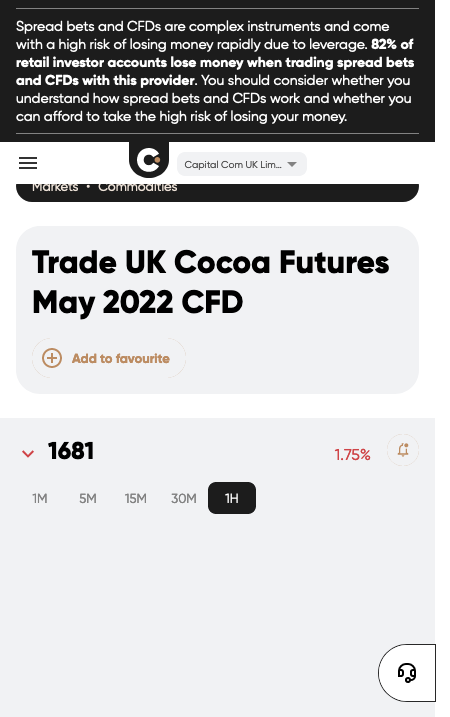 Spread bets and CFDs are complex instruments and come
with a high risk of losing money rapidly due to leverage. 82% of
retail investor accounts lose money when trading spread bets
and CFDs with this provider. You should consider whether you
understand how spread bets and CFDs work and whether you
can afford to take the high risk of losing your money.
Capital Com UK Lim...
Markets • Commodities
Trade UK Cocoa Futures
May 2022 CFD
Add to favourite
1681
1.75%
1M 5M 15M 30M 1H